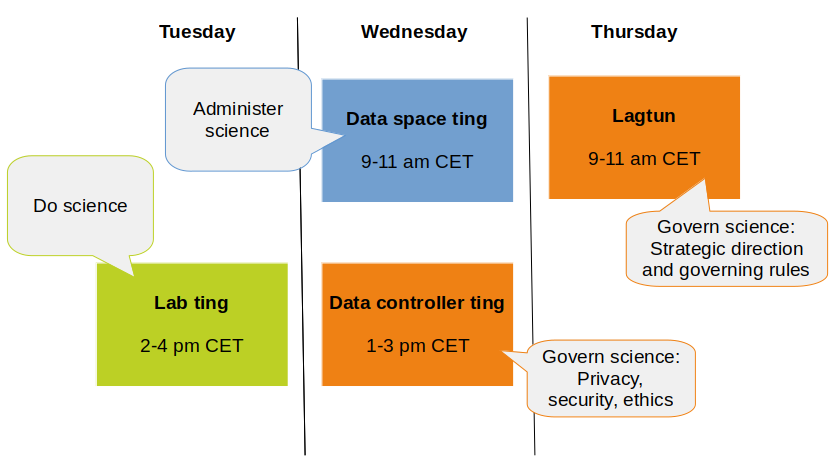 Tuesday
Wednesday
Thursday
Administer
science
Data space ting
9-11 am CET
Lagtun
9-11 am CET
Do science
Govern science:
Strategic direction
and governing rules
Lab ting
2-4 pm CET
Data controller ting
1-3 pm CET
Govern science:
Privacy,
security, ethics